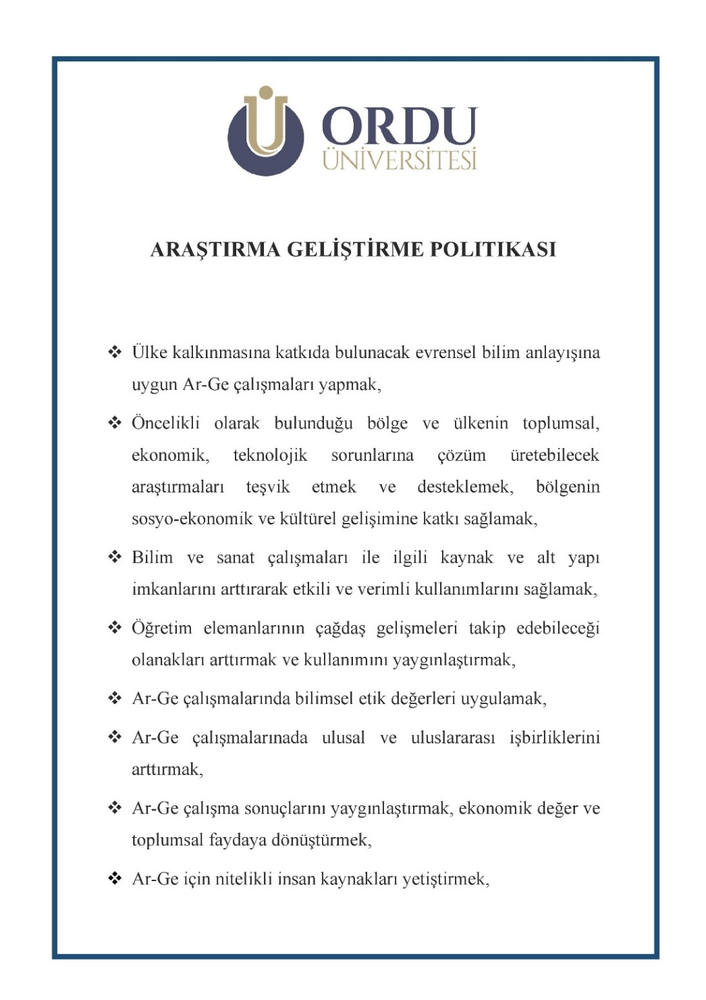 ORDU
ÜNİVERSİTESİ
ARAŞTIRMA GELİŞTİRME POLITIKASI
❖ Ülke kalkınmasına katkıda bulunacak evrensel bilim anlayışına
uygun Ar-Ge çalışmaları yapmak,
❖ Öncelikli olarak bulunduğu bölge ve ülkenin toplumsal,
ekonomik, teknolojik sorunlarına çözüm üretebilecek
araştırmaları teşvik etmek ve desteklemek, bölgenin
sosyo-ekonomik ve kültürel gelişimine katkı sağlamak,
❖ Bilim ve sanat çalışmaları ile ilgili kaynak ve alt yapı
imkanlarını arttırarak etkili ve verimli kullanımlarını sağlamak,
❖ Öğretim elemanlarının çağdaş gelişmeleri takip edebileceği
olanakları arttırmak ve kullanımını yaygınlaştırmak,
❖ Ar-Ge çalışmalarında bilimsel etik değerleri uygulamak,
❖ Ar-Ge çalışmalarınada ulusal ve uluslararası işbirliklerini
arttırmak,
❖ Ar-Ge çalışma sonuçlarını yaygınlaştırmak, ekonomik değer ve
toplumsal faydaya dönüştürmek,
❖ Ar-Ge için nitelikli insan kaynakları yetiştirmek,